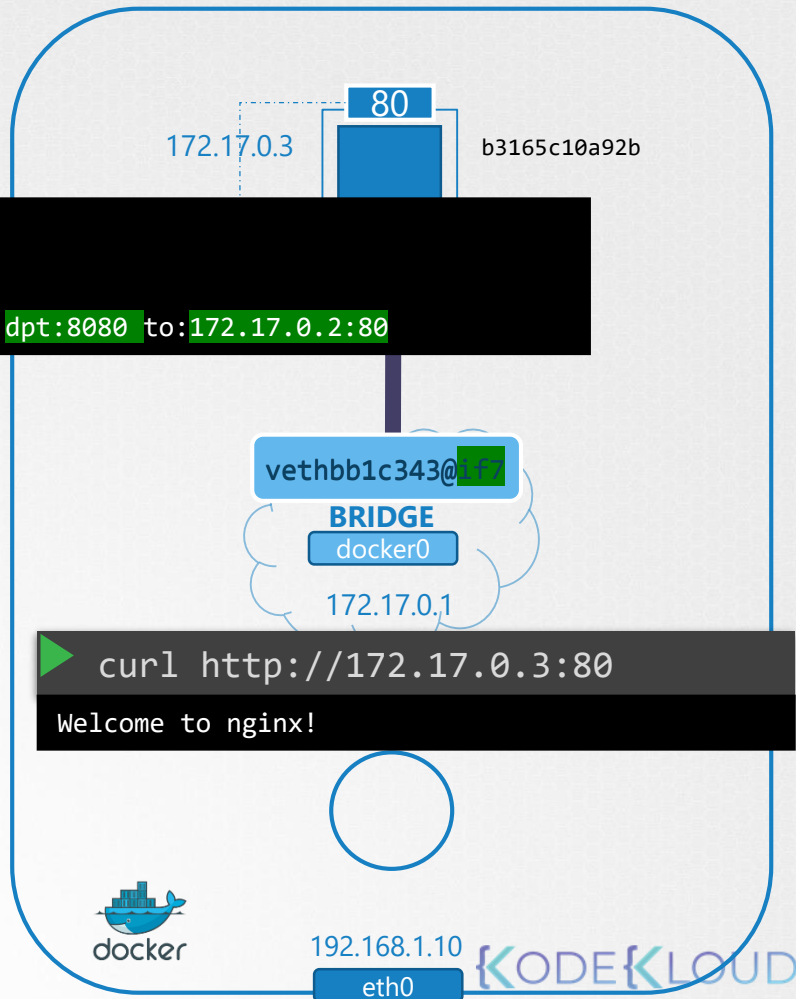 80
172.17.0.3
b3165c10a92b
dpt:8080 to:172.17.0.2:80
vethbb1c343@if7
BRIDGE
docker0
172.17.0.1
curl http://172.17.0.3:80
Welcome to nginx!
docker
192.168.1.10
eth0
KODEKLOUD